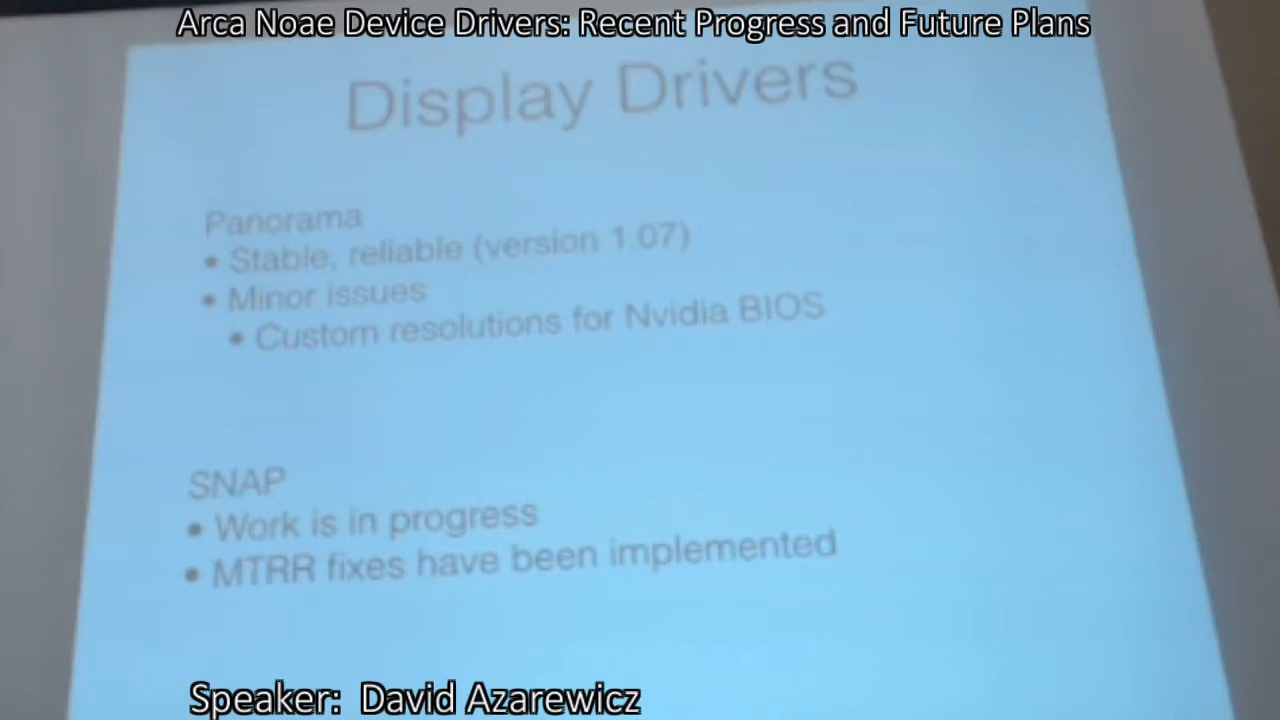 Arca Noae Device Drivers: Recent Progress and Future Plans
Display Drivers
Panorama
• Stable, reliable (version 1.07)
• Minor issues
• Custom resolutions for Nvidia BIOS
SNAP
• Work is in progress
• MTRR fixes have been implemented
Speaker: David Azarewicz